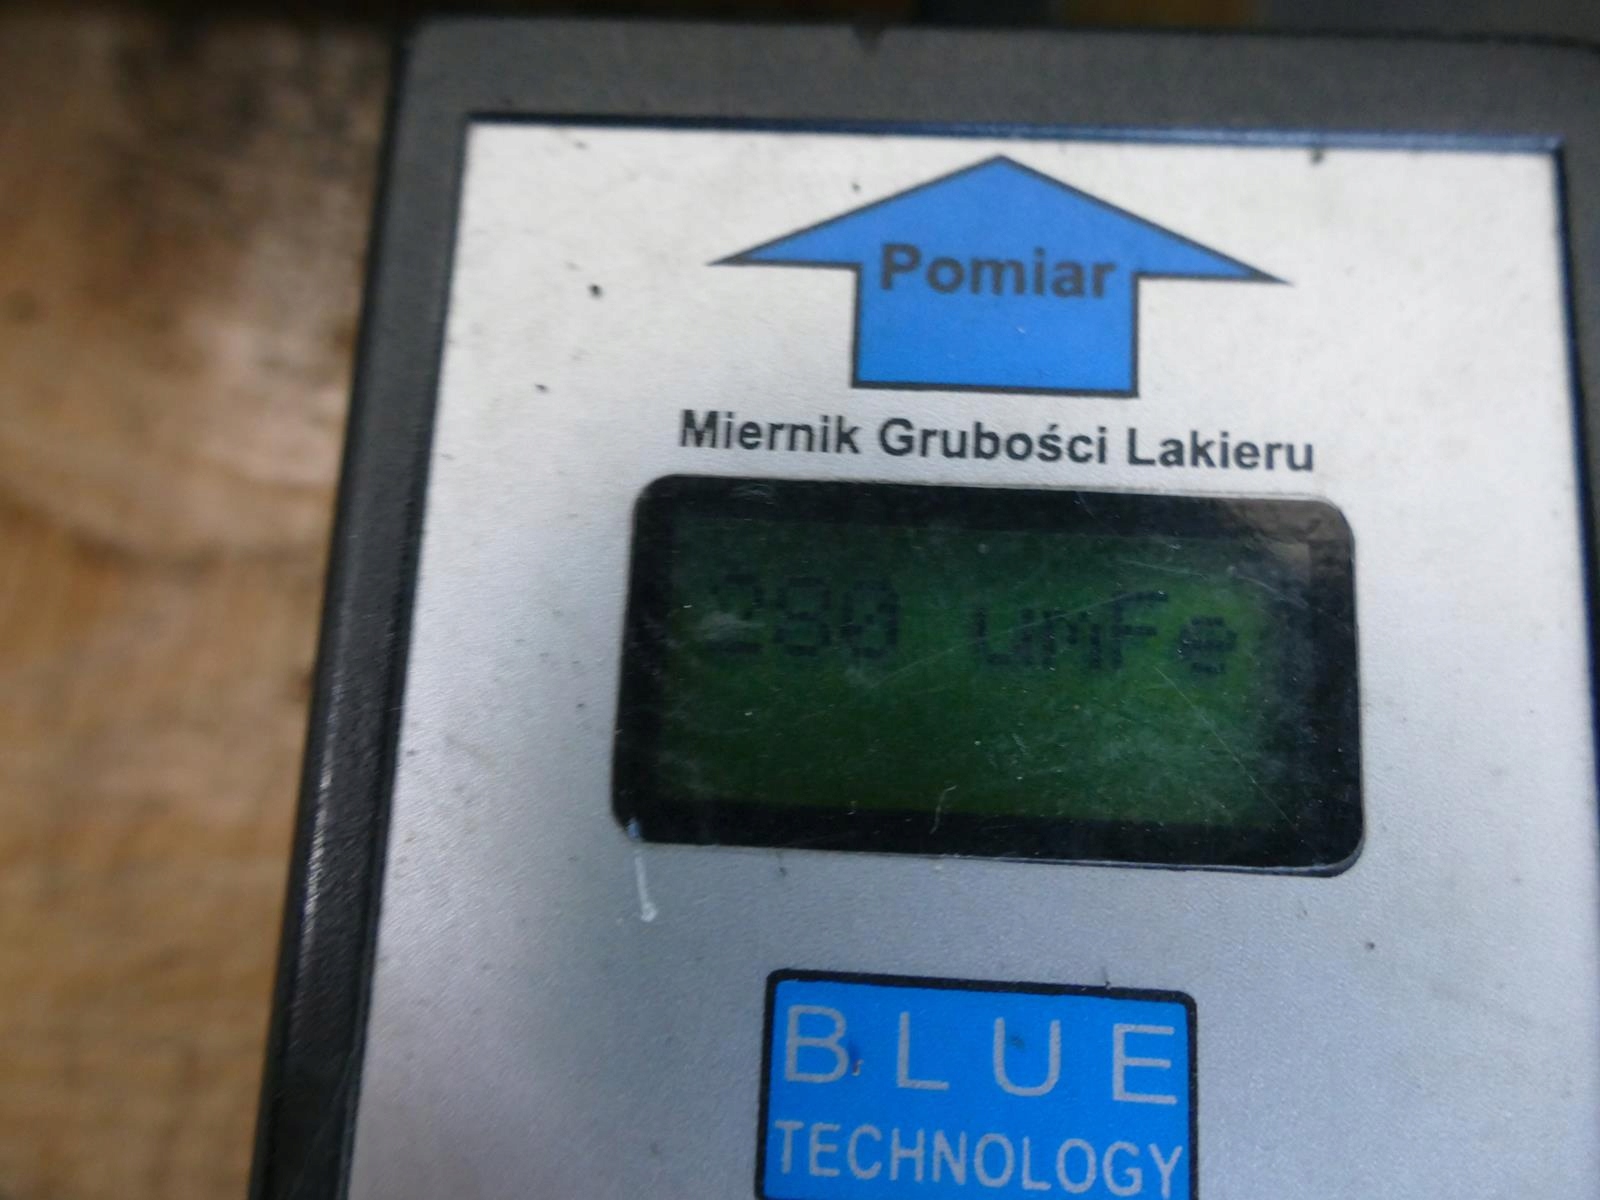 Pomiar
Miernik Grubości Lakieru
280 umFe
BLUE
TECHNOLOGY